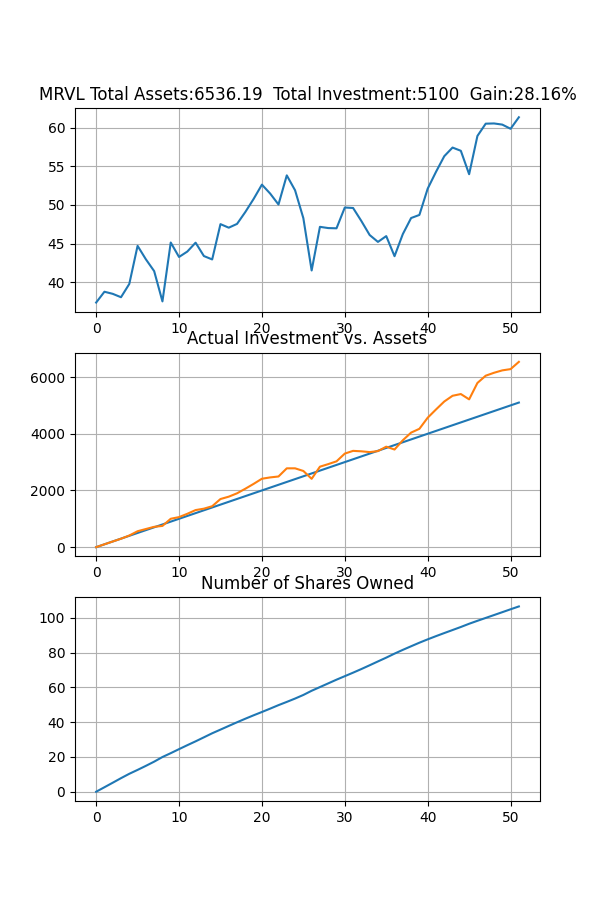 MRVL Total Assets:6536.19  Total Investment:5100  Gain:28.16%
60
55
50
45
40
0 10 20 30 40 50
Actual Investment vs. Assets
6000
4000
2000
0
0 10 20 30 40 50
Number of Shares Owned
100
80
60
40
20
0
0 10 20 30 40 50